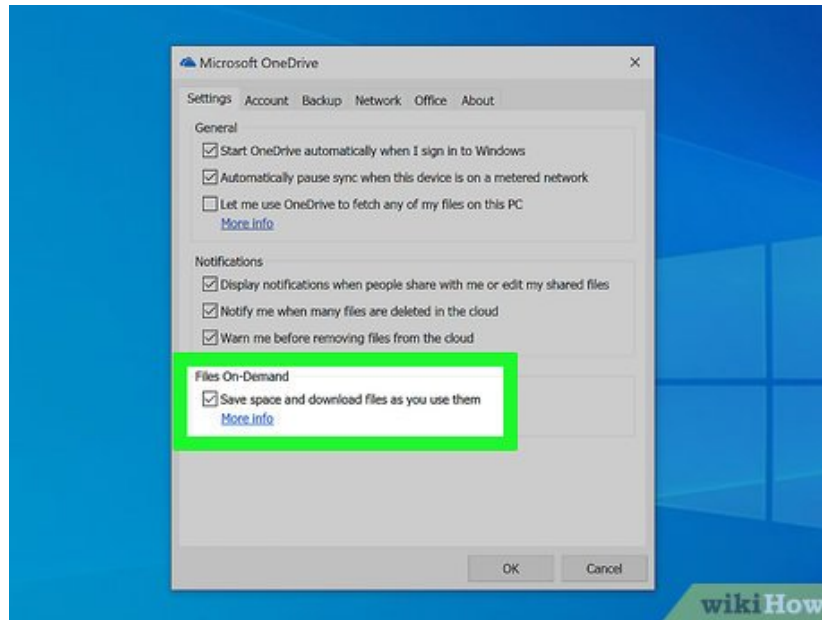 Microsoft OneDrive
Settings Account Backup Network Office About
General
Start OneDrive automatically when I sign in to Windows
Automatically pause sync when this device is on a metered network
Let me use OneDrive to fetch any of my files on this PC
More info
Notifications
Display notifications when people share with me or edit my shared files
Notify me when many files are deleted in the cloud
Warn me before removing files from the cloud
Files On-Demand
Save space and download files as you use them
More info
OK Cancel
wikiHow